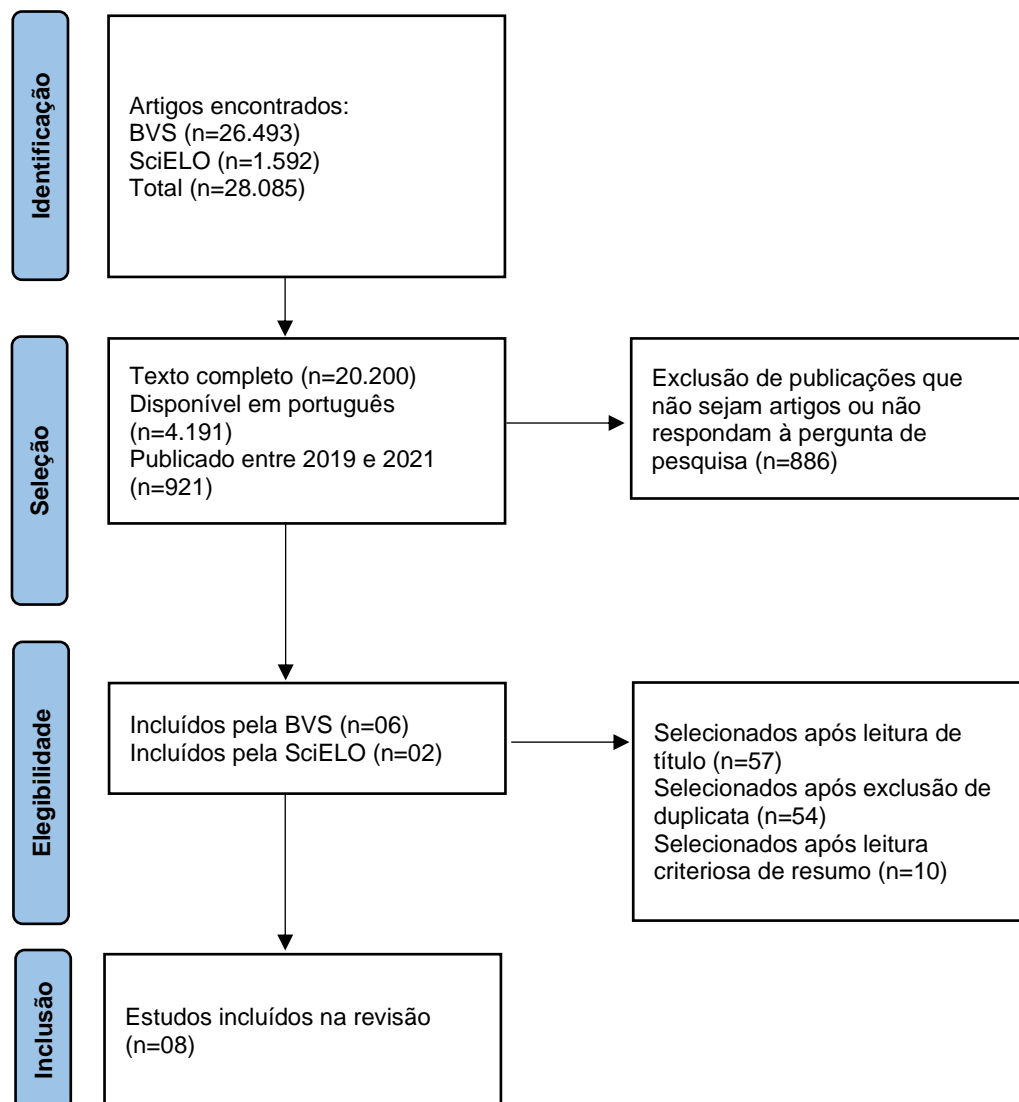 Identificação
Artigos encontrados:
BVS (n=26.493)
SciELO (n=1.592)
Total (n=28.085)
Seleção
Texto completo (n=20.200)
Disponível em português
(n=4.191)
Publicado entre 2019 e 2021
(n=921)
Exclusão de publicações que
não sejam artigos ou não
respondam à pergunta de
pesquisa (n=886)
Elegibilidade
Incluídos pela BVS (n=06)
Incluídos pela SciELO (n=02)
Selecionados após leitura de
título (n=57)
Selecionados após exclusão de
duplicata (n=54)
Selecionados após leitura
criteriosa de resumo (n=10)
Inclusão
Estudos incluídos na revisão
(n=08)